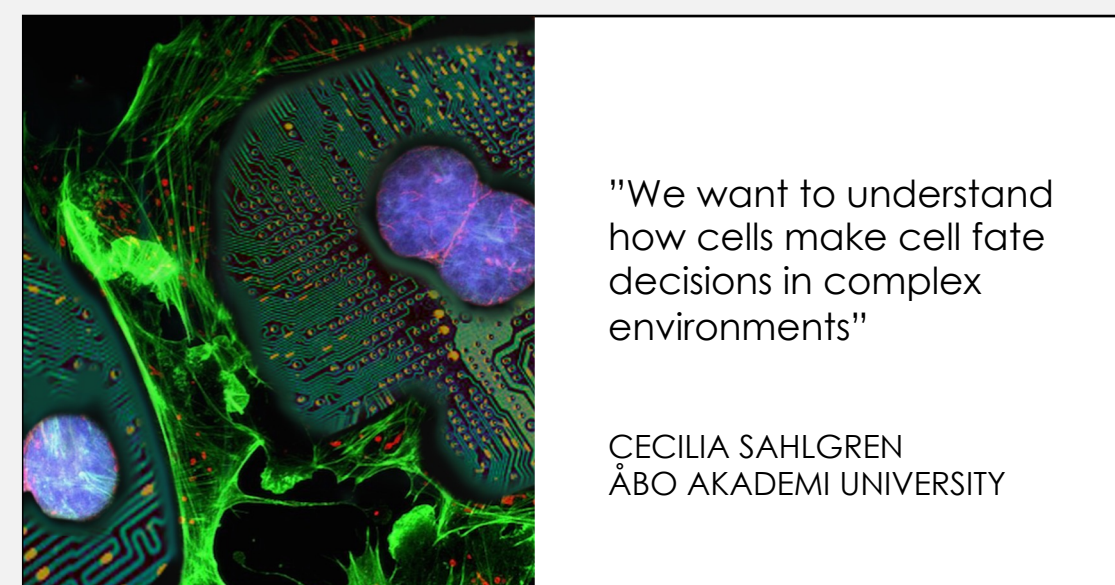 ”We want to understand
how cells make cell fate
decisions in complex
environments”
CECILIA SAHLGREN
ÅBO AKADEMI UNIVERSITY